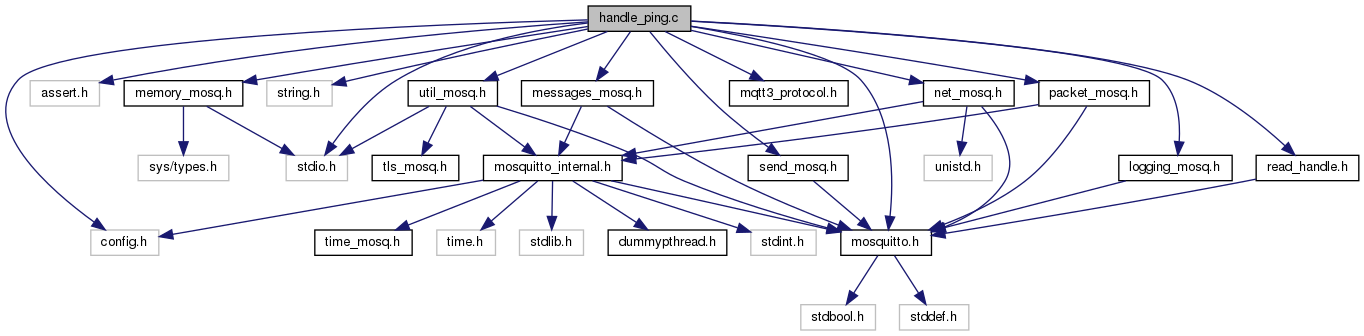 handle_ping.c
assert.h
memory_mosq.h
string.h
util_mosq.h
messages_mosq.h
mqtt3_protocol.h
net_mosq.h
packet_mosq.h
sys/types.h
stdio.h
tls_mosq.h
mosquitto_internal.h
send_mosq.h
unistd.h
logging_mosq.h
read_handle.h
config.h
time_mosq.h
time.h
stdlib.h
dummypthread.h
stdint.h
mosquitto.h
stdbool.h
stddef.h